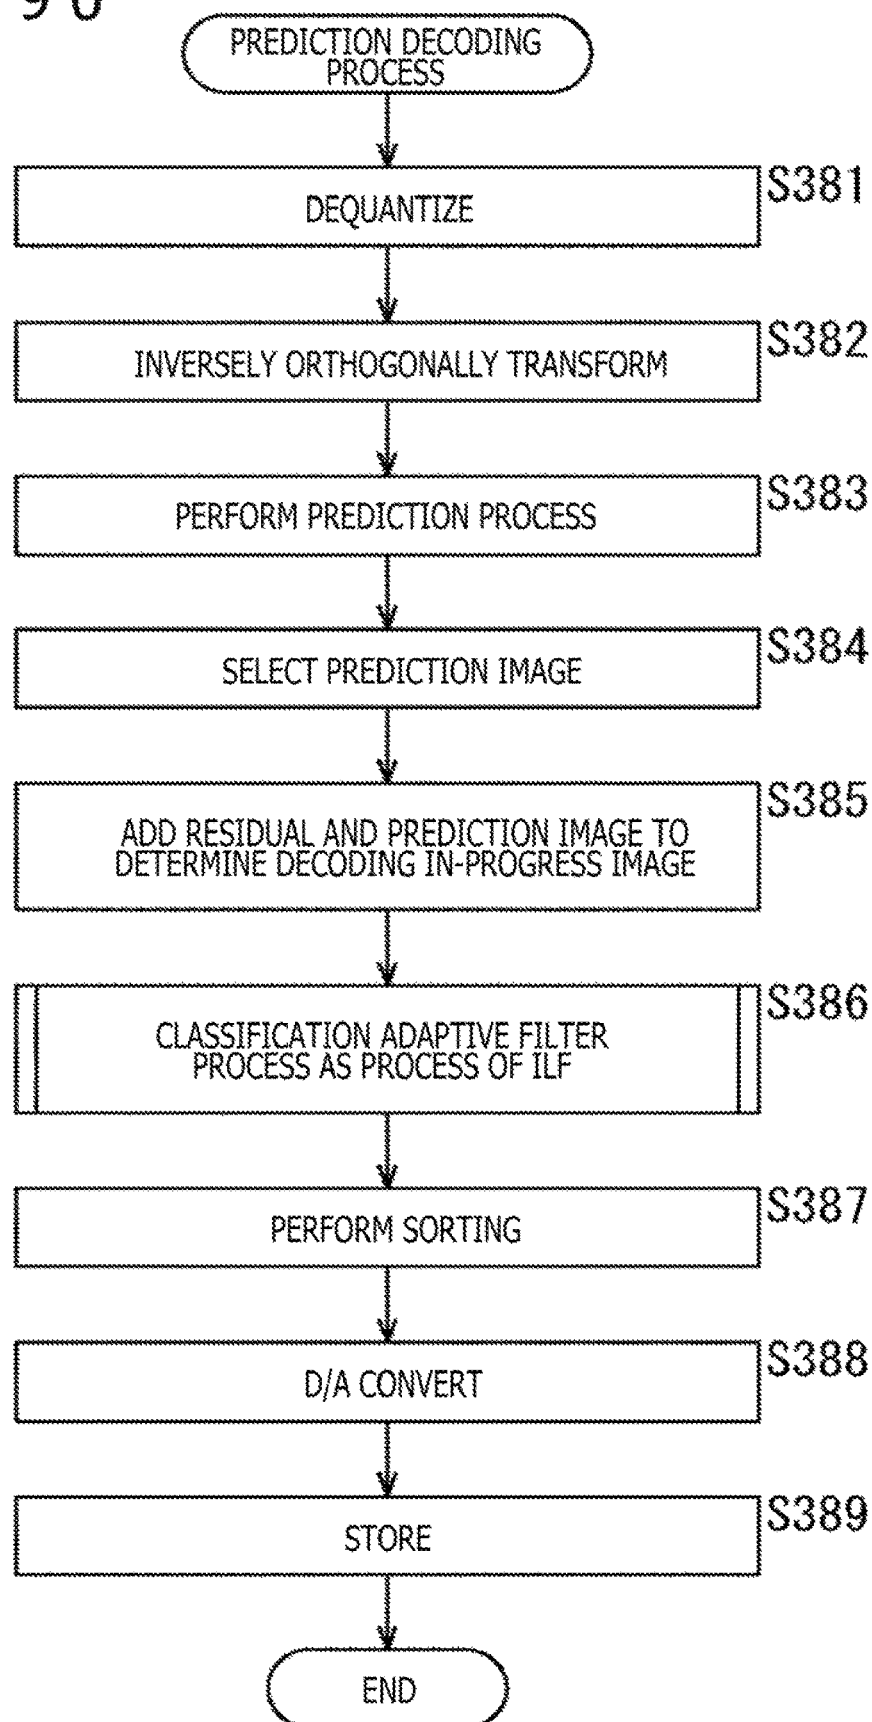 PREDICTION DECODING
PROCESS
S381
DEQUANTIZE
S382
INVERSELY ORTHOGONALLY TRANSFORM
S383
PERFORM PREDICTION PROCESS
S384
SELECT PREDICTION IMAGE
S385
ADD RESIDUAL AND PREDICTION IMAGE TO
DETERMINE DECODING IN-PROGRESS IMAGE
S386
CLASSIFICATION ADAPTIVE FILTER
PROCESS AS PROCESS OF ILF
S387
PERFORM SORTING
S388
D/A CONVERT
S389
STORE
END